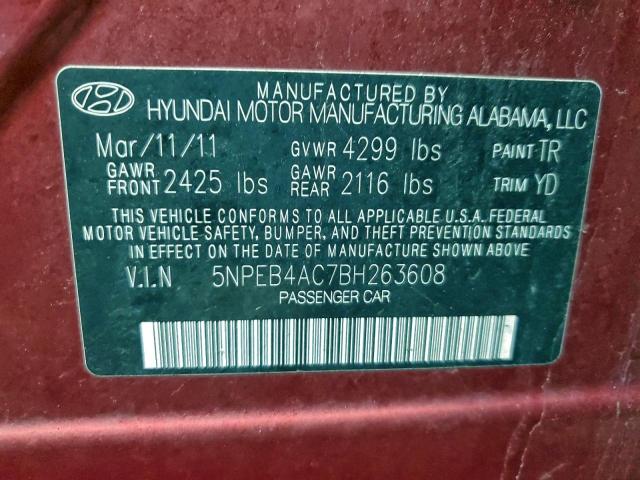 MANUFACTURED BY
HYUNDAI MOTOR MANUFACTURING ALABAMA, LLC
Mar/11/11 GVWR 4299 lbs PAINT TR
GAWR FRONT 2425 lbs GAWR REAR 2116 lbs TRIM YD
THIS VEHICLE CONFORMS TO ALL APPLICABLE U.S.A. FEDERAL
MOTOR VEHICLE SAFETY, BUMPER, AND THEFT PREVENTION STANDARDS
IN EFFECT ON THE DATE OF MANUFACTURE SHOWN ABOVE.
V.I.N 5NPEB4AC7BH263608
PASSENGER CAR